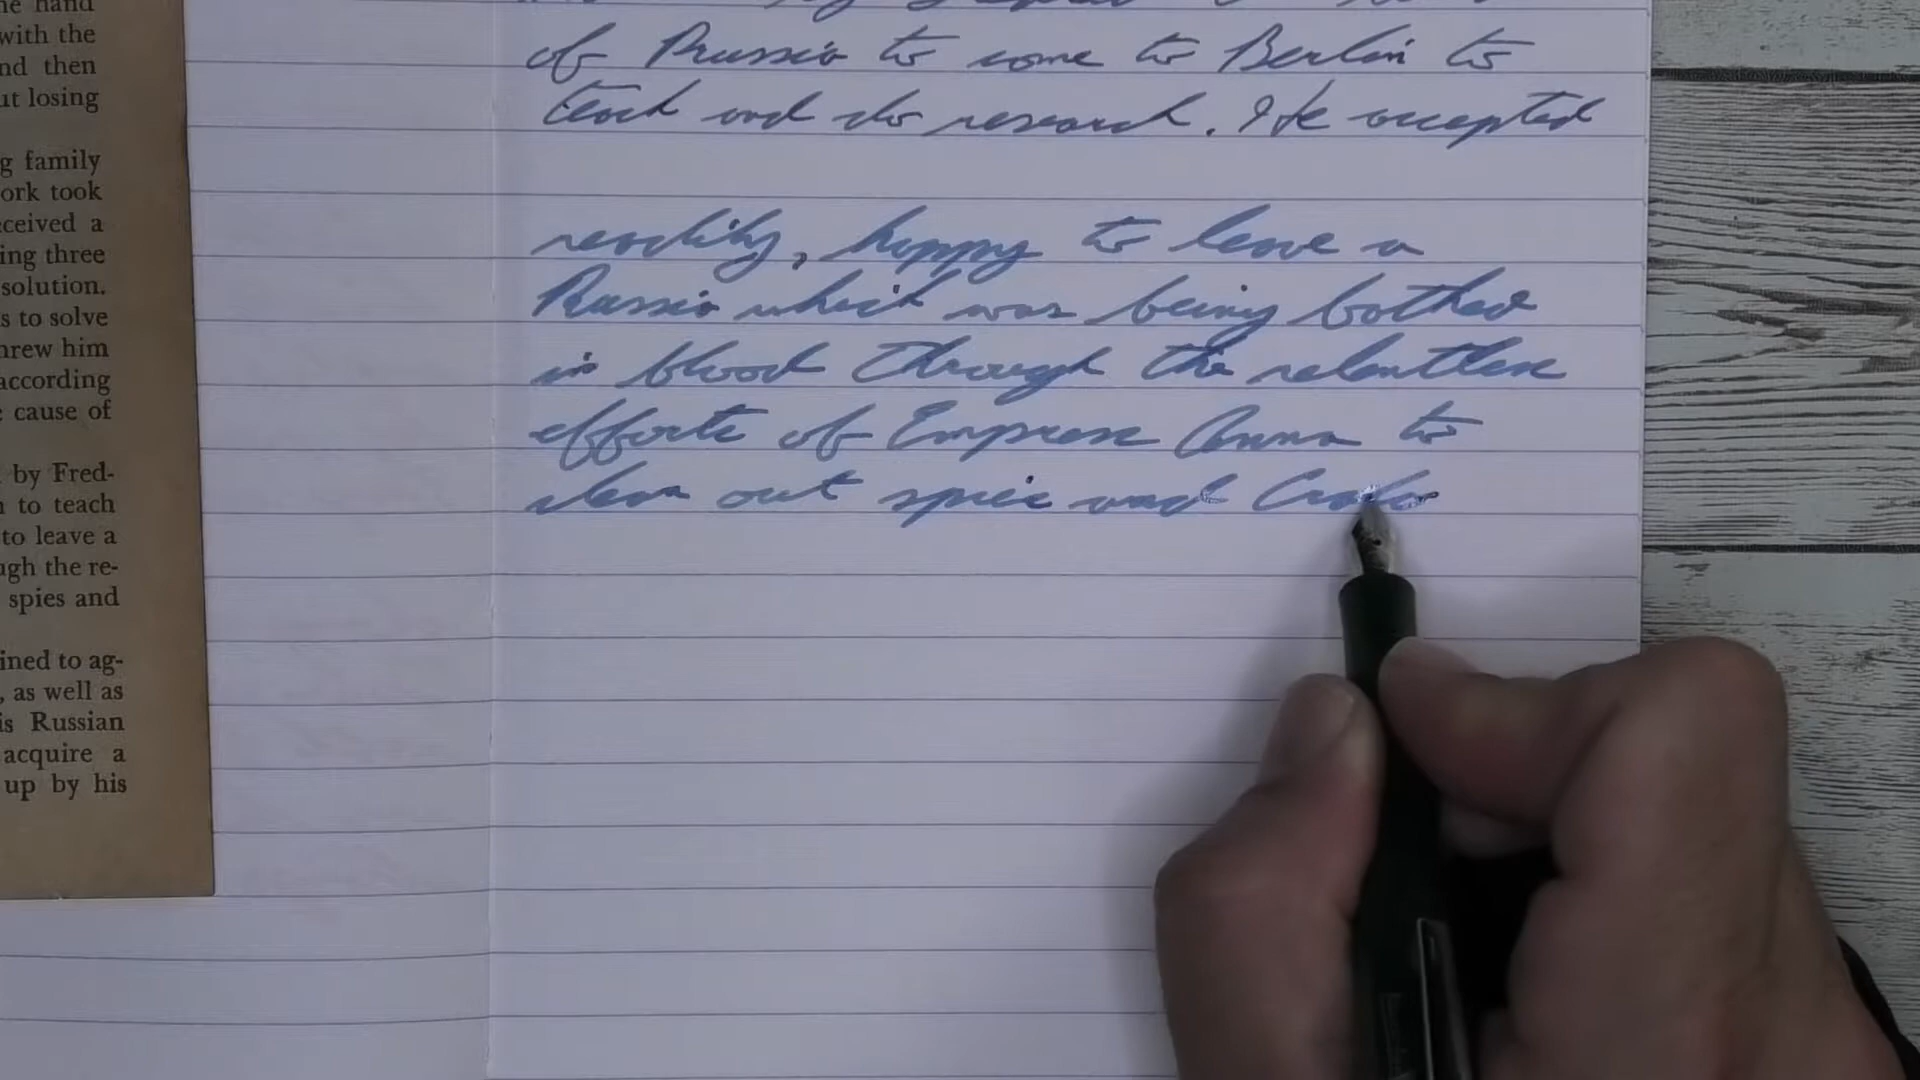 he hand
with the
nd then
ut losing
g family
ork took
eceived a
ing three
solution.
s to solve
hrew him
according
cause of
by Fred-
to teach
to leave a
ugh the re-
spies and
ined to ag-
, as well as
is Russian
acquire a
up by his
of Prussia to come to Berlin to
teach and do research. He accepted
readily, happy to leave a
Russia which was being bathed
in blood through the relentless
efforts of Empress Anna to
clean out spies and